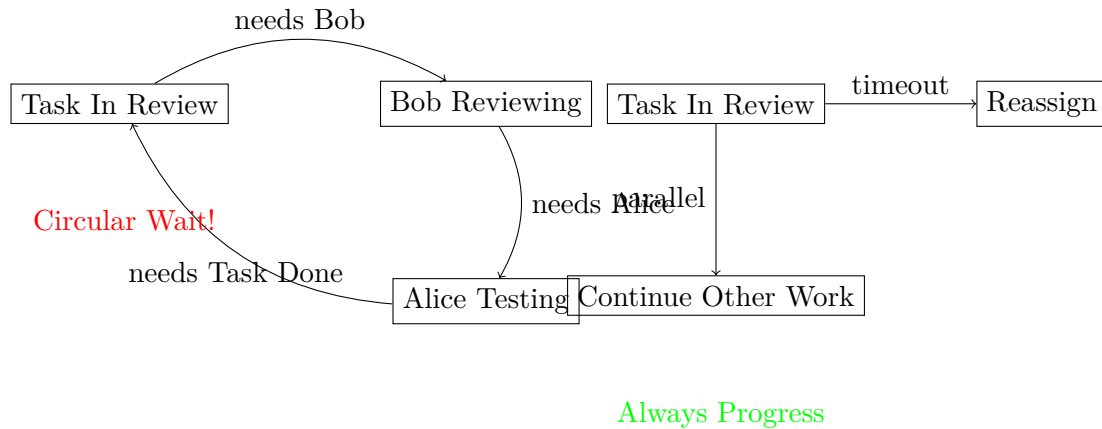 needs Bob
Task In Review
Bob Reviewing
Task In Review
timeout
Reassign
needs Alice
parallel
Circular Wait!
needs Task Done
Alice Testing
Continue Other Work
Always Progress